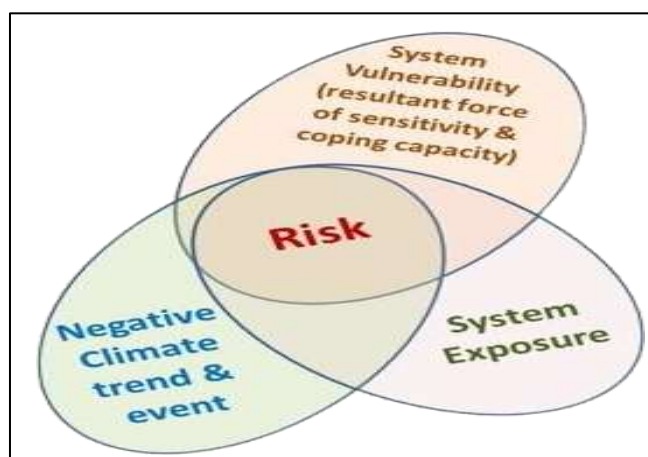 System
Vulnerability
(resultant force
of sensitivity &
coping capacity)
Risk
Negative
Climate
trend &
event
System
Exposure